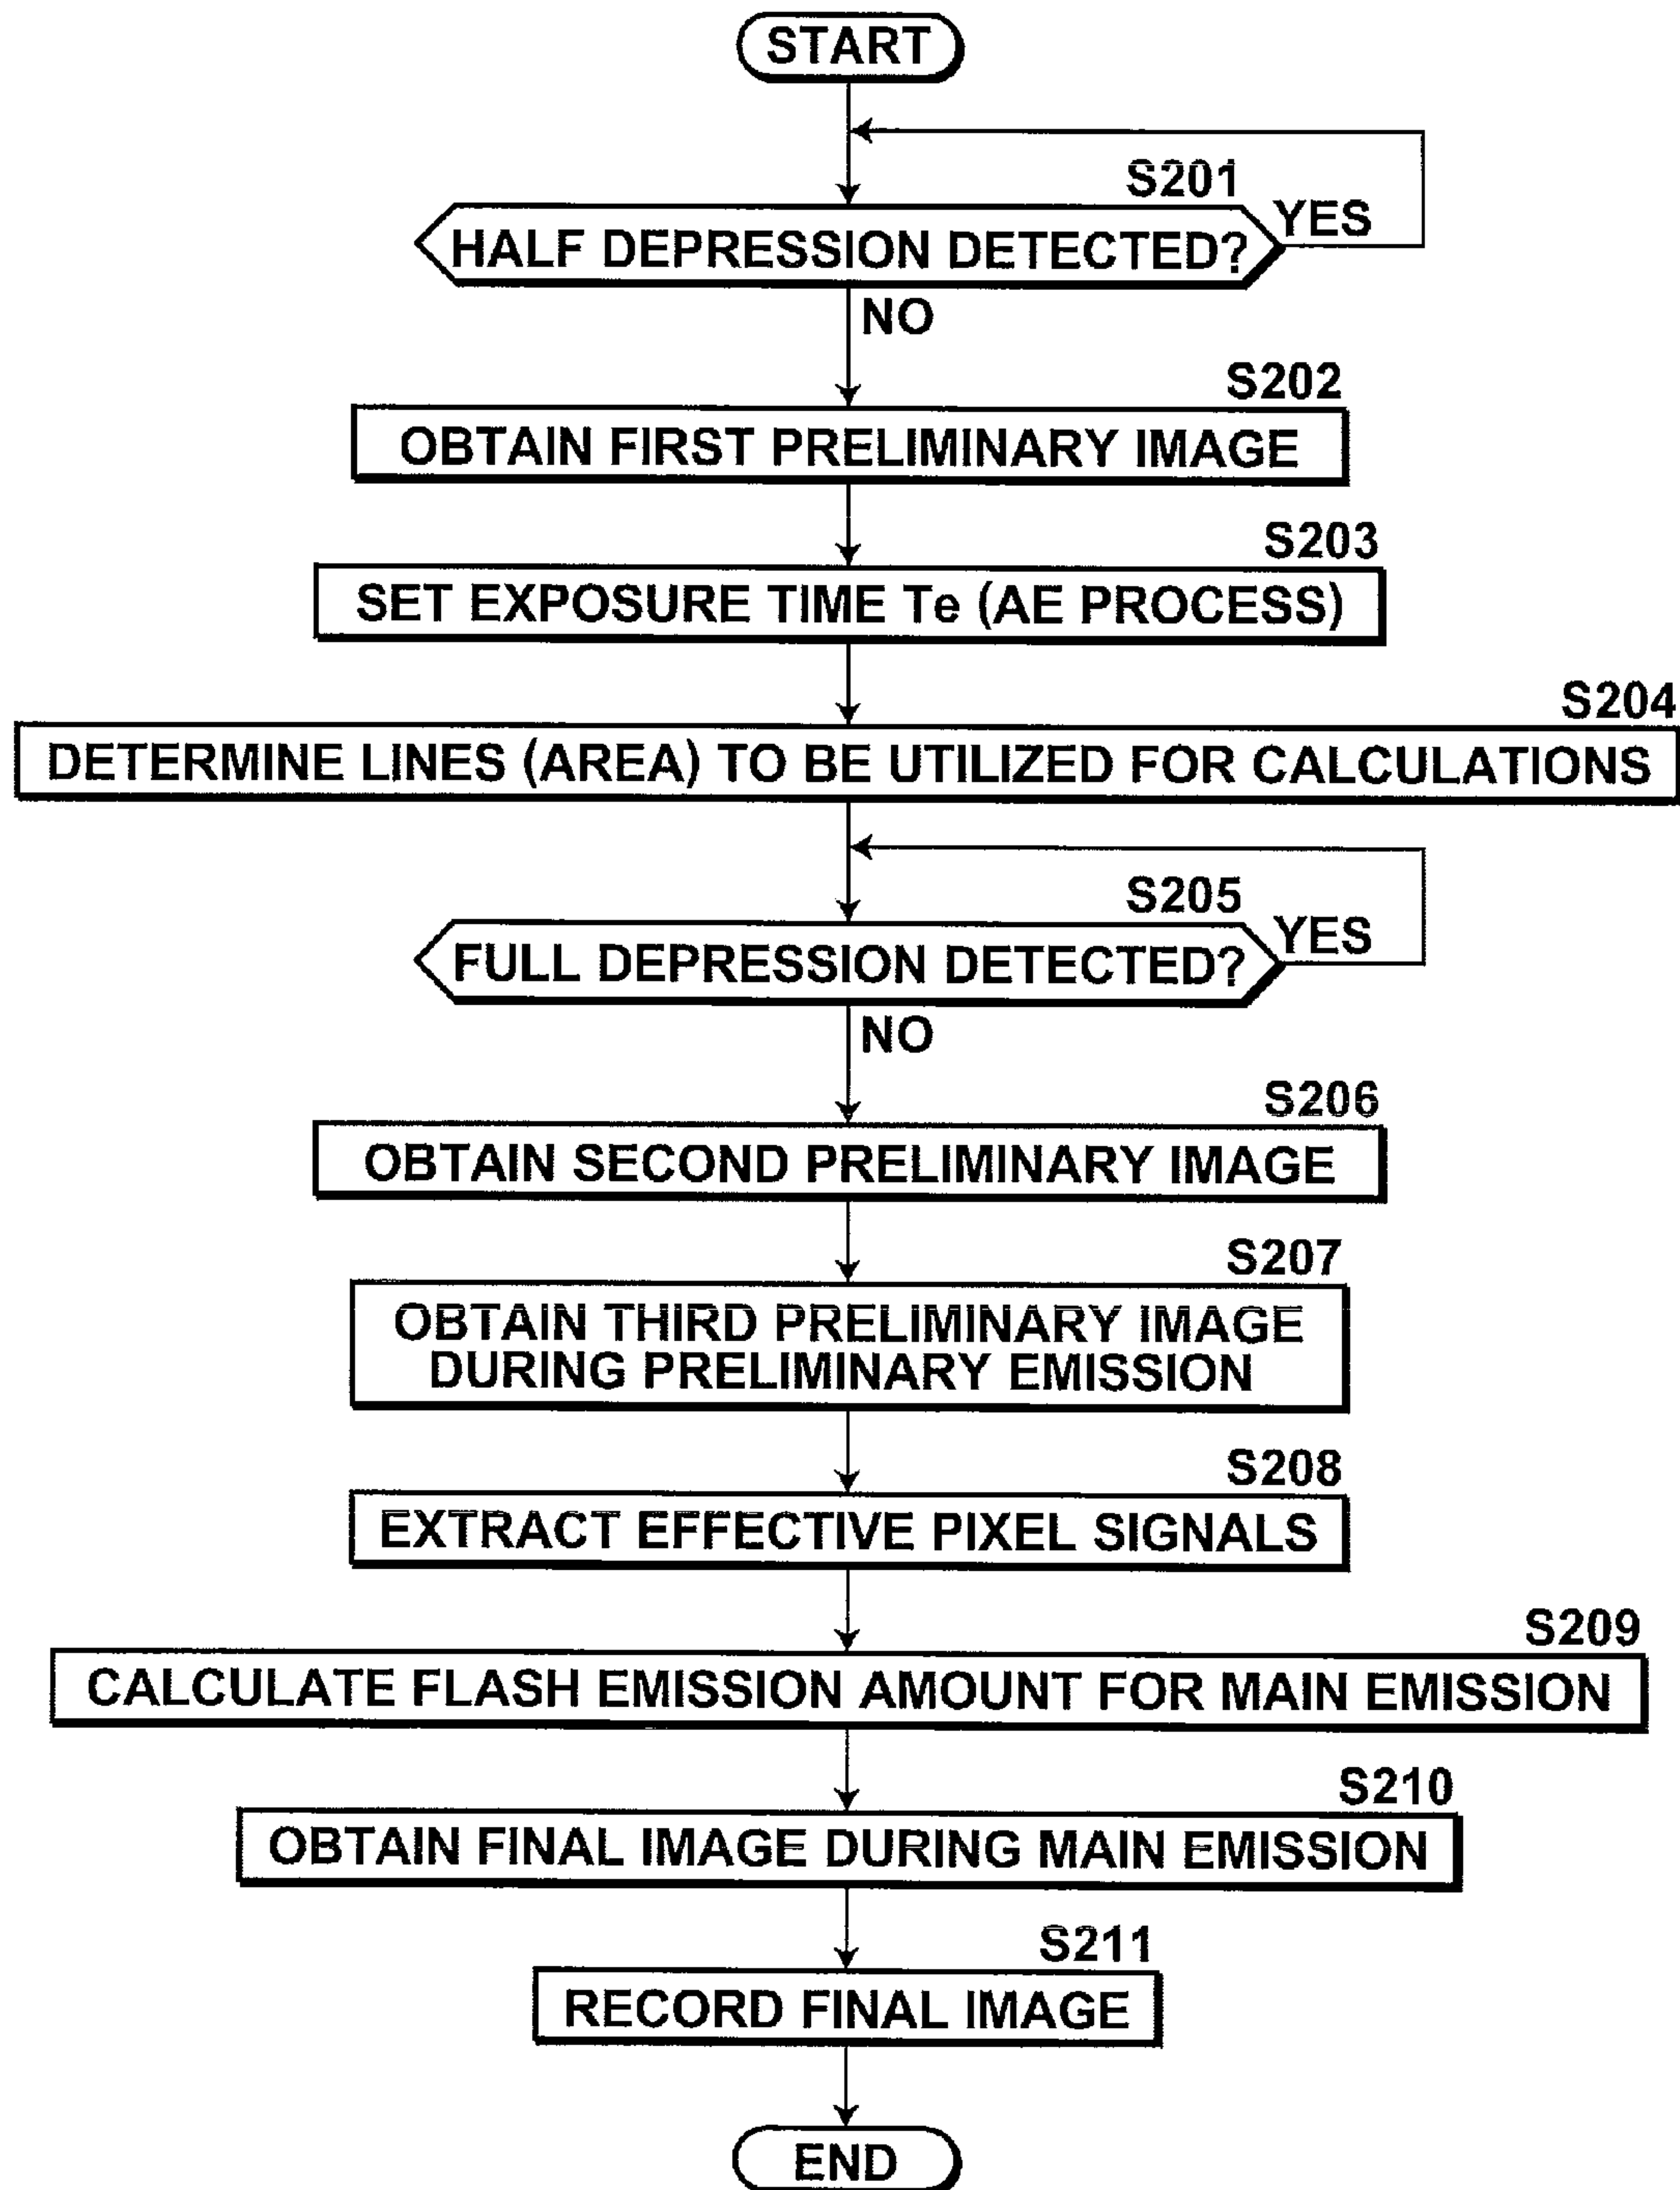 START
S201
HALF DEPRESSION DETECTED?
YES
NO
S202
OBTAIN FIRST PRELIMINARY IMAGE
S203
SET EXPOSURE TIME Te (AE PROCESS)
S204
DETERMINE LINES (AREA) TO BE UTILIZED FOR CALCULATIONS
S205
FULL DEPRESSION DETECTED?
YES
NO
S206
OBTAIN SECOND PRELIMINARY IMAGE
S207
OBTAIN THIRD PRELIMINARY IMAGE
DURING PRELIMINARY EMISSION
S208
EXTRACT EFFECTIVE PIXEL SIGNALS
S209
CALCULATE FLASH EMISSION AMOUNT FOR MAIN EMISSION
S210
OBTAIN FINAL IMAGE DURING MAIN EMISSION
S211
RECORD FINAL IMAGE
END